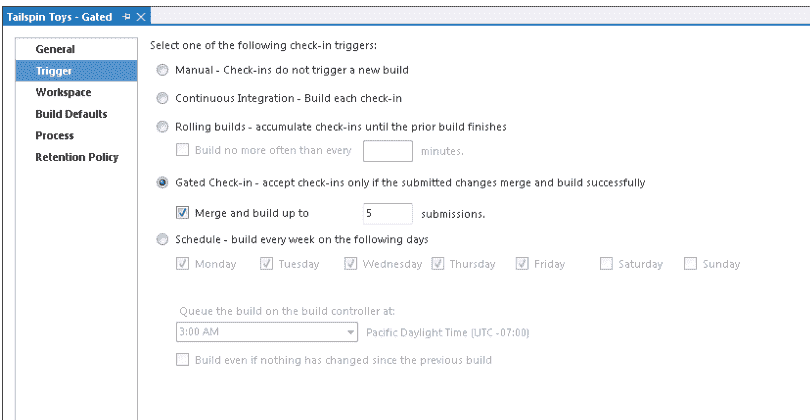 Tailspin Toys - Gated
General
Trigger
Workspace
Build Defaults
Process
Retention Policy
Select one of the following check-in triggers:
Manual - Check-ins do not trigger a new build
Continuous Integration - Build each check-in
Rolling builds - accumulate check-ins until the prior build finishes
Build no more often than every minutes.
Gated Check-in - accept check-ins only if the submitted changes merge and build successfully
Merge and build up to 5 submissions.
Schedule - build every week on the following days
Monday Tuesday Wednesday Thursday Friday Saturday Sunday
Queue the build on the build controller at:
3:00 AM Pacific Daylight Time (UTC -07:00)
Build even if nothing has changed since the previous build